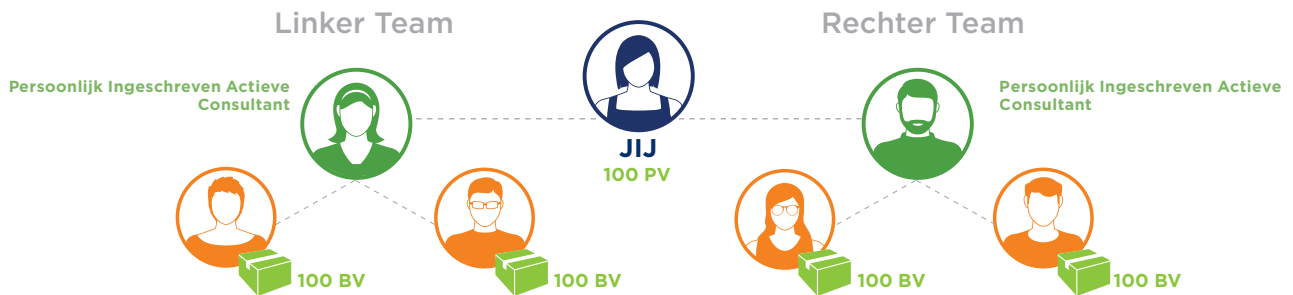 Linker Team
Rechter Team
Persoonlijk Ingeschreven Actieve
Consultant
Persoonlijk Ingeschreven Actieve
Consultant
JIJ
100 PV
100 BV
100 BV
100 BV
100 BV